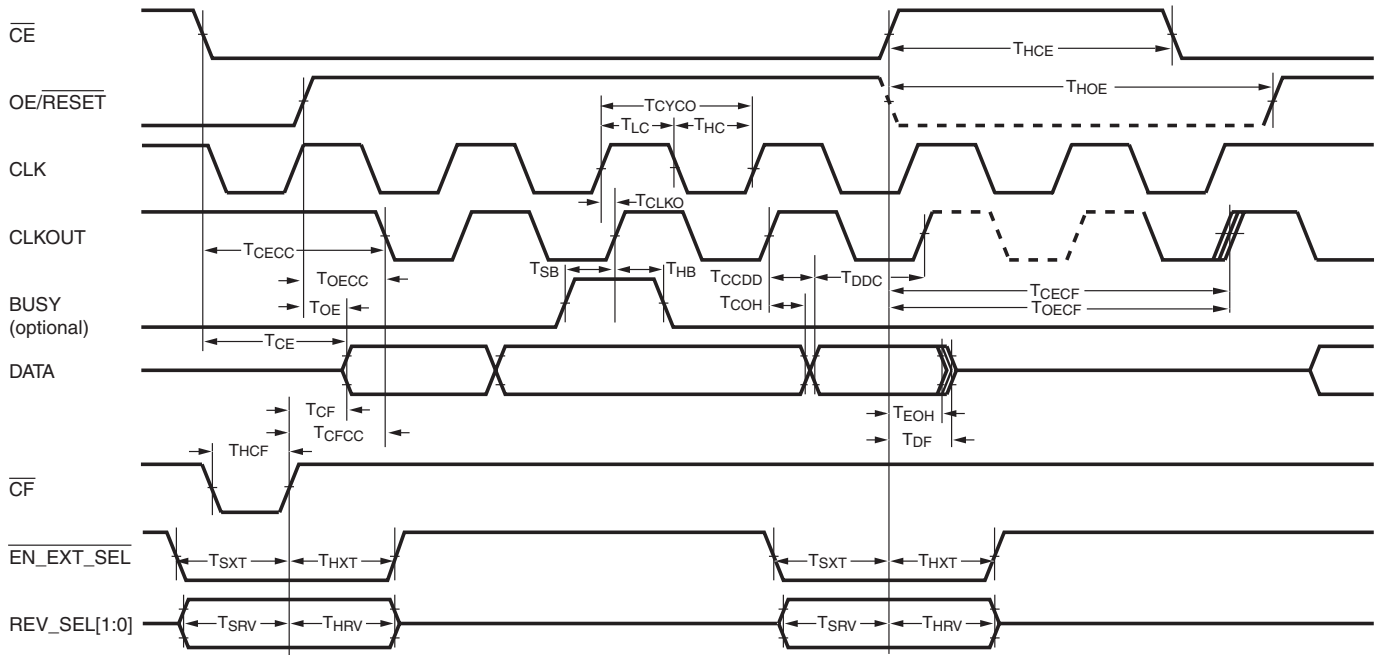 CE
THCE
OE/RESET
THOE
TCYCO
TLC
THC
CLK
TCLKO
CLKOUT
TCECC
TSB
THB
TCCDD
TDDC
TOECC
TCECF
TCOH
TOECF
BUSY
(optional)
TOE
TCE
DATA
TCF
TEOH
TCFCC
TDF
THCF
CF
EN_EXT_SEL
TSXT
THXT
TSXT
THXT
REV_SEL[1:0]
TSRV
THRV
TSRV
THRV